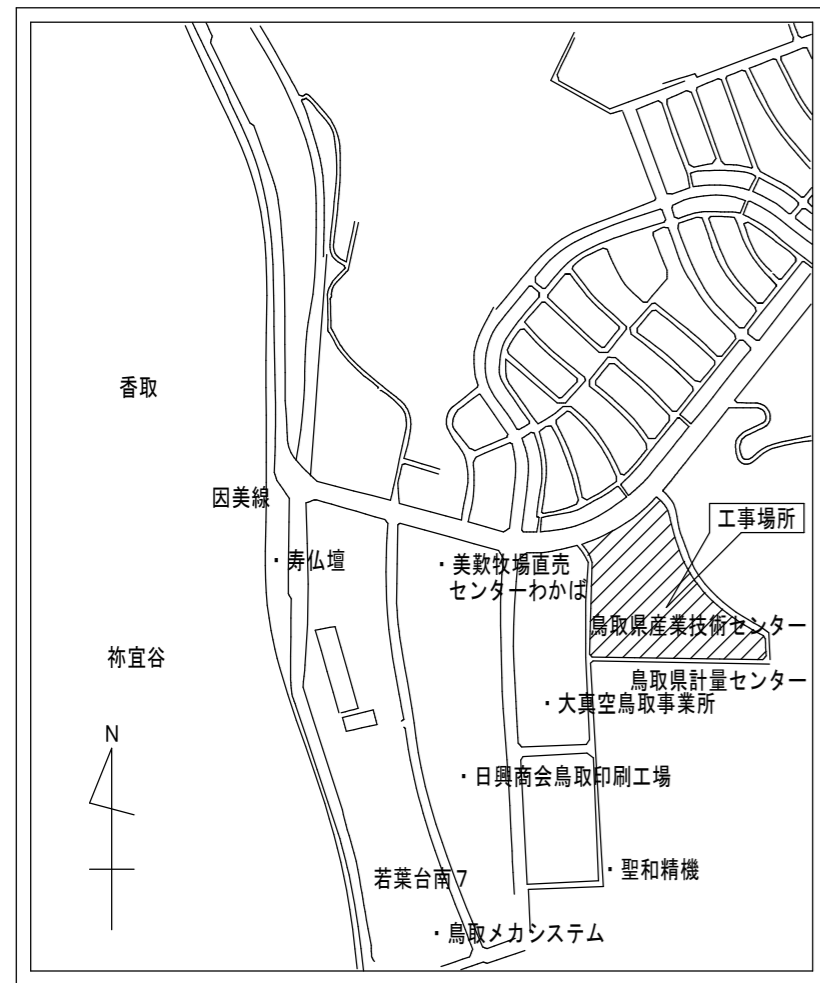 香取
因美線
工事場所
・寿仏壇
・美歎牧場直売
センターわかば
鳥取県産業技術センター
祢宜谷
鳥取県計量センター
・大真空鳥取事業所
N
・日興商会鳥取印刷工場
・聖和精機
若葉台南7
・鳥取メカシステム